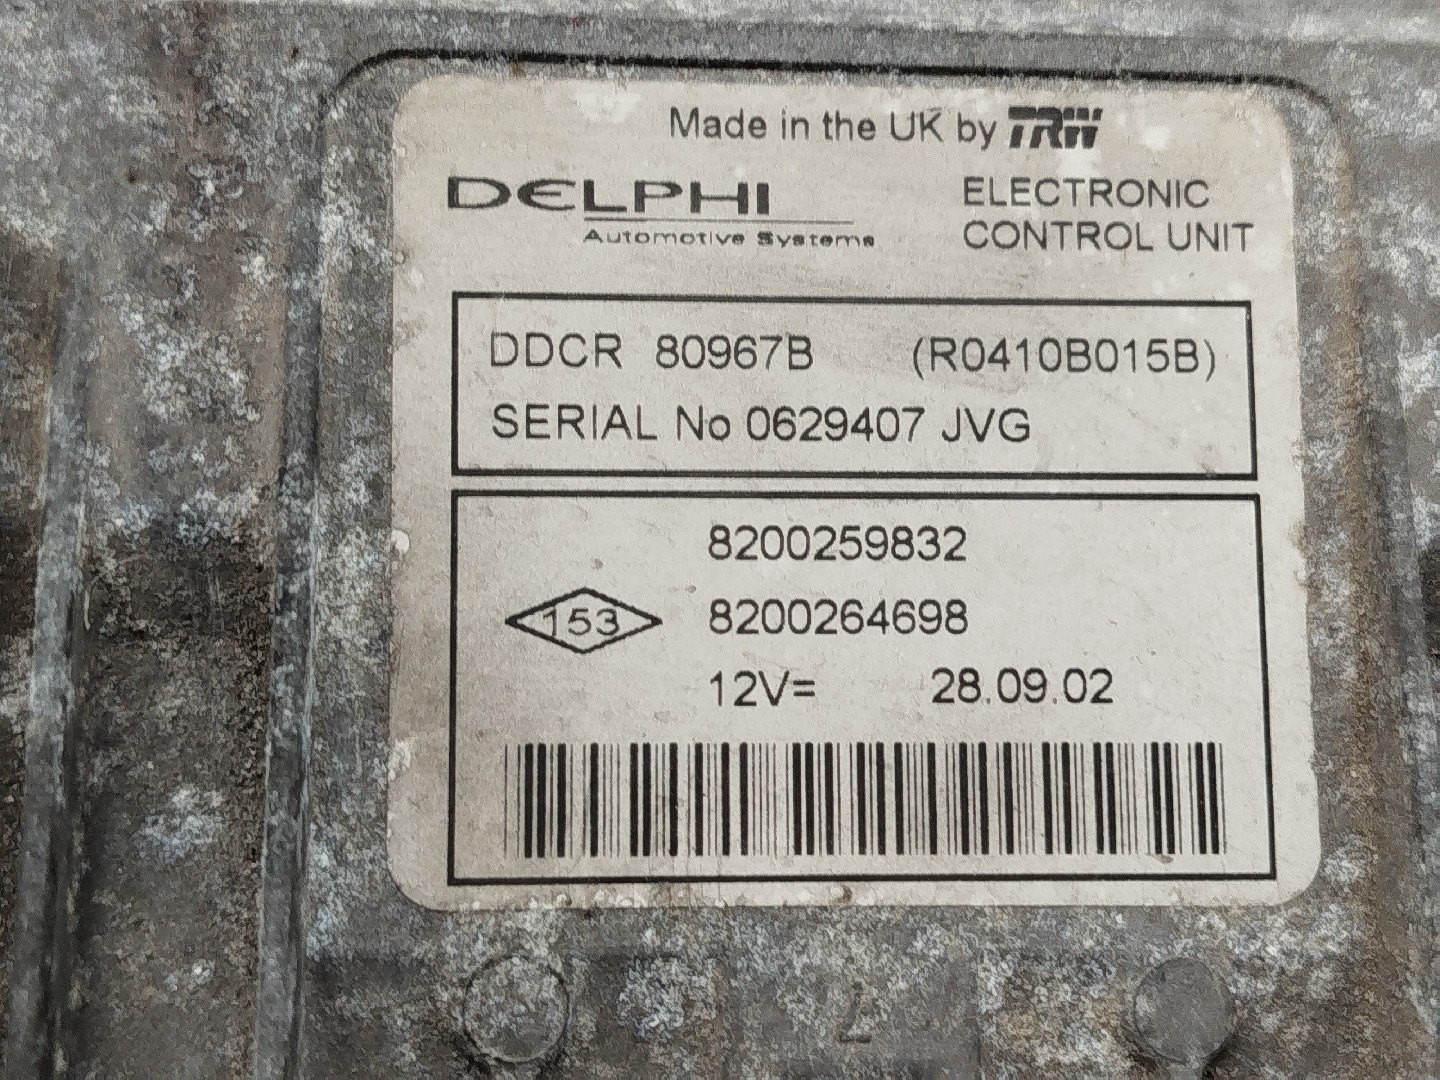 Made in the UK by TRW
DELPHI
Automotive Systems
ELECTRONIC
CONTROL UNIT
DDCR 80967B (R0410B015B)
SERIAL No 0629407 JVG
8200259832
153 8200264698
12V= 28.09.02